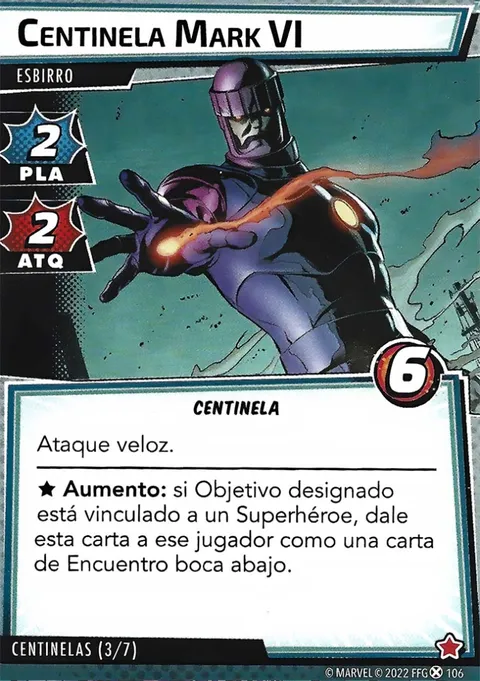 CENTINELA MARK VI
ESBIRRO
2
PLA
2
ATQ
6
CENTINELA
Ataque veloz.
★ Aumento: si Objetivo designado
está vinculado a un Superhéroe, dale
esta carta a ese jugador como una carta
de Encuentro boca abajo.
CENTINELAS (3/7)
© MARVEL © 2022 FFG 106